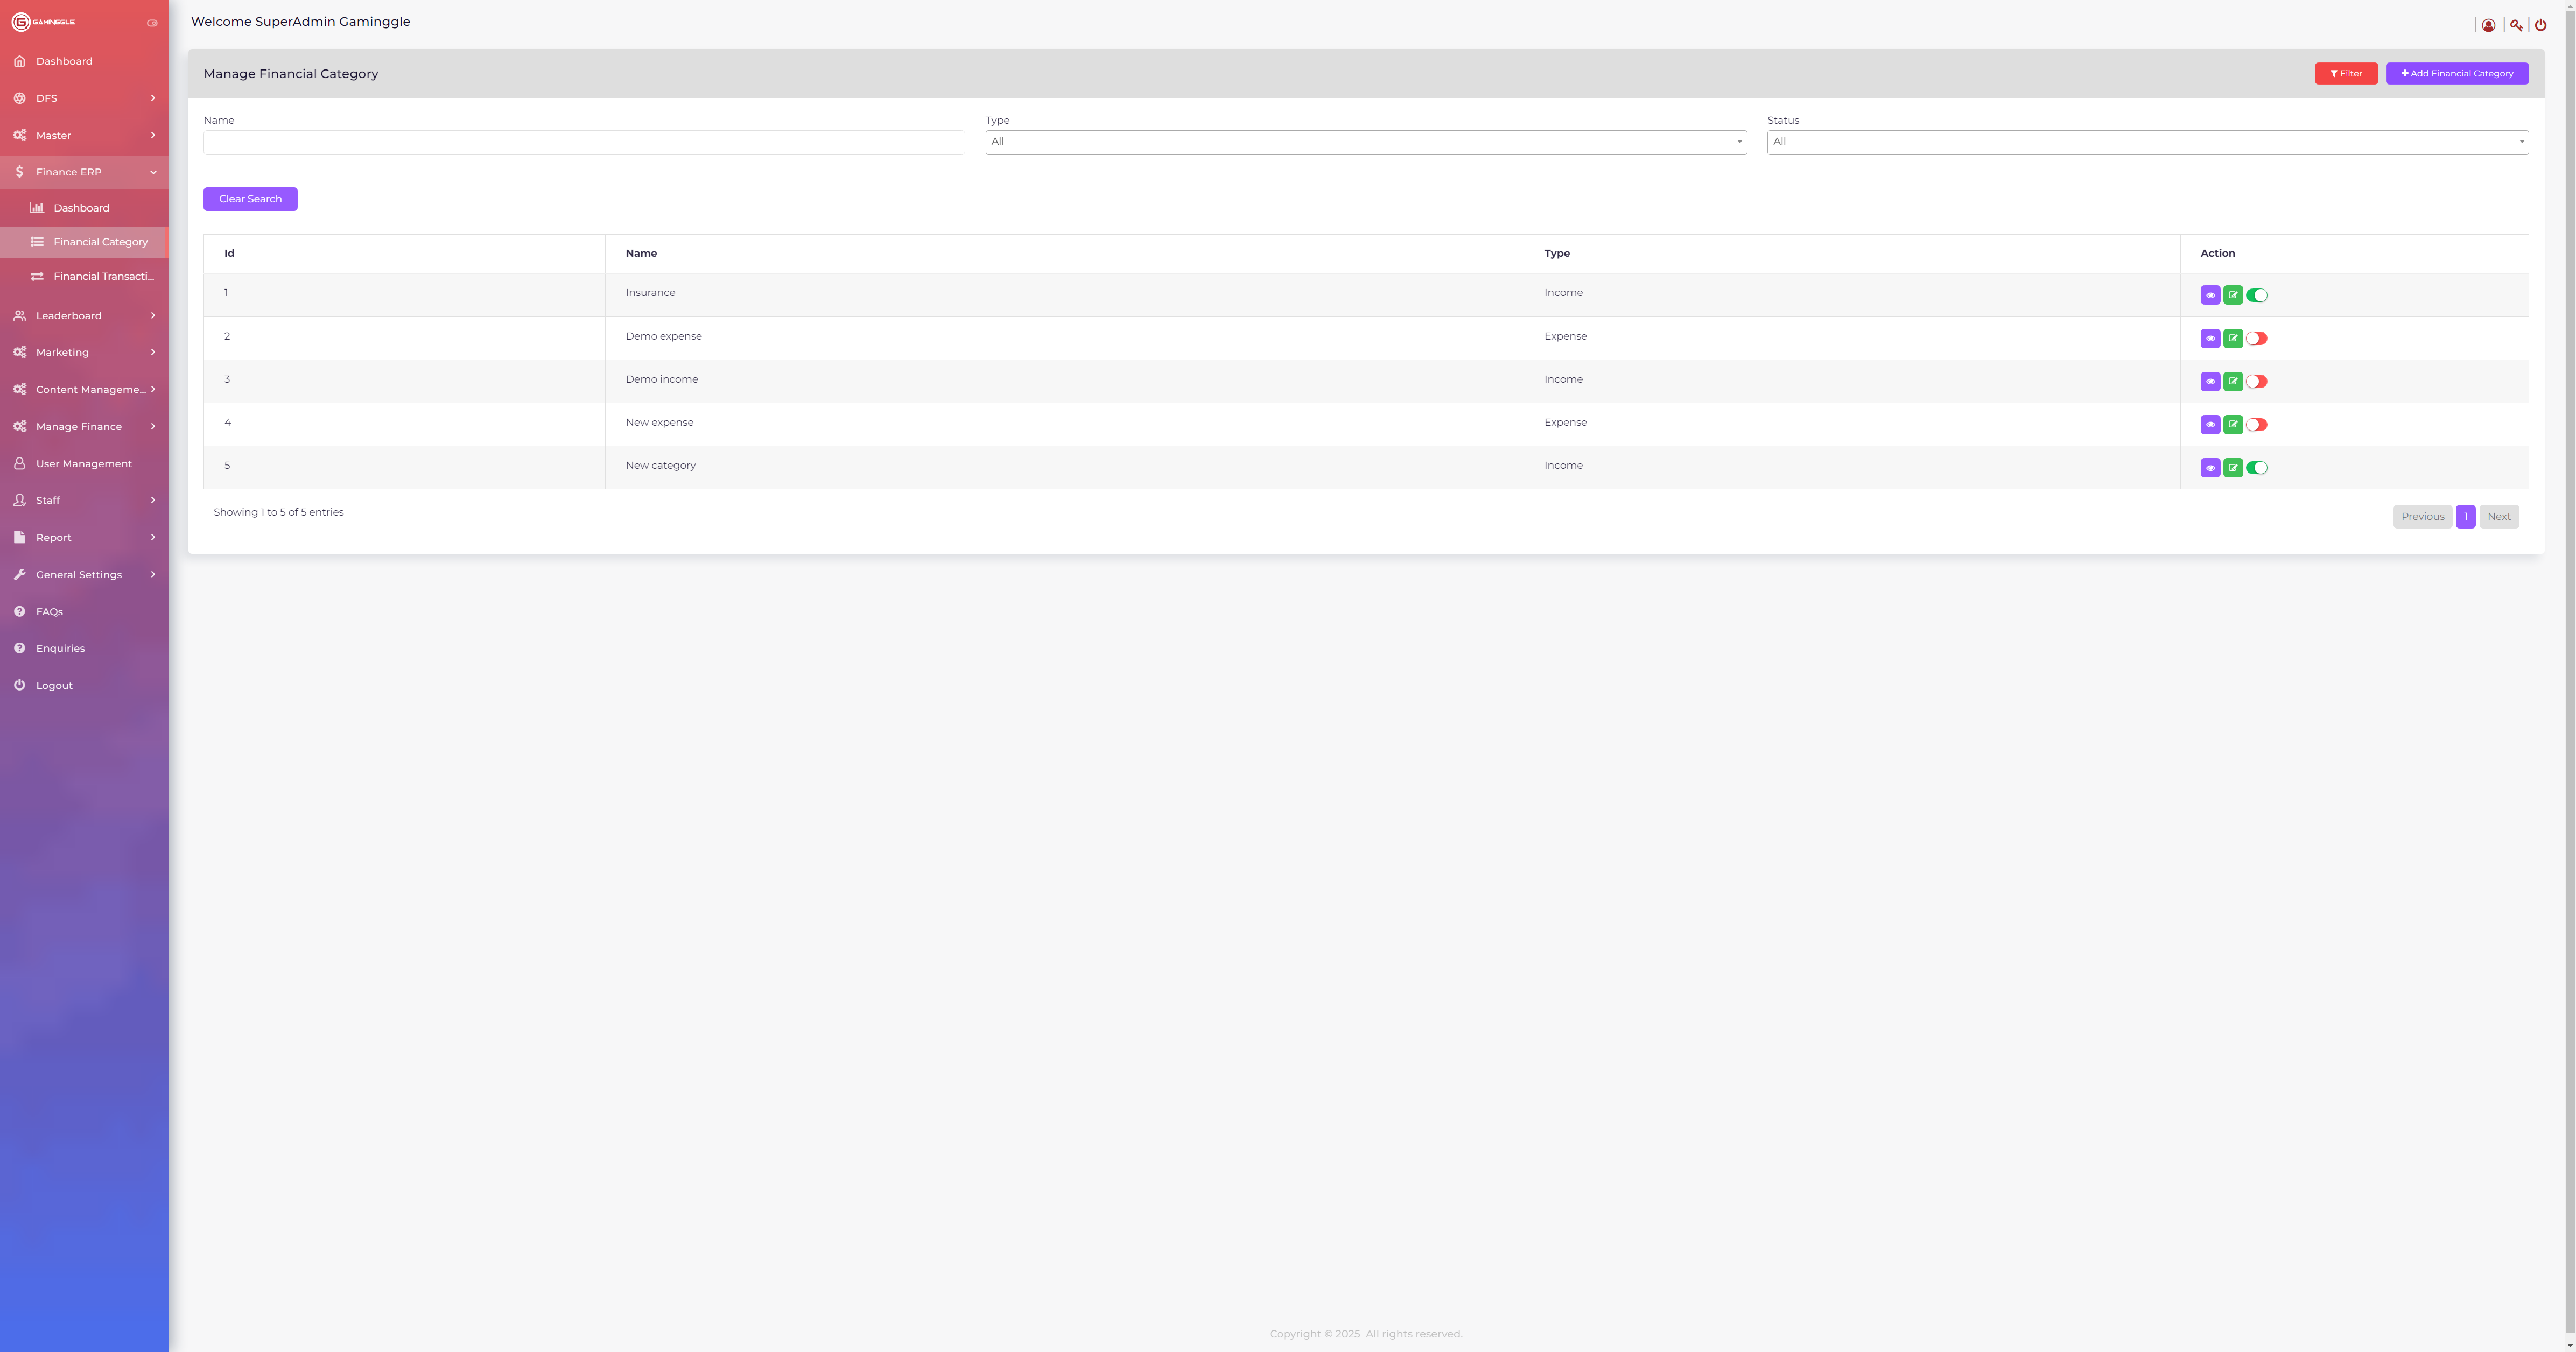 GAMINGGLE
Welcome SuperAdmin Gaminggle
Dashboard
DFS
Master
Finance ERP
Dashboard
Financial Category
Financial Transacti...
Leaderboard
Marketing
Content Manageme...
Manage Finance
User Management
Staff
Report
General Settings
FAQs
Enquiries
Logout
Manage Financial Category
Filter
Add Financial Category
Name Type Status
All All
Clear Search
Id Name Type Action
1 Insurance Income
2 Demo expense Expense
3 Demo income Income
4 New expense Expense
5 New category Income
Showing 1 to 5 of 5 entries
Previous 1 Next
Copyright © 2025 All rights reserved.